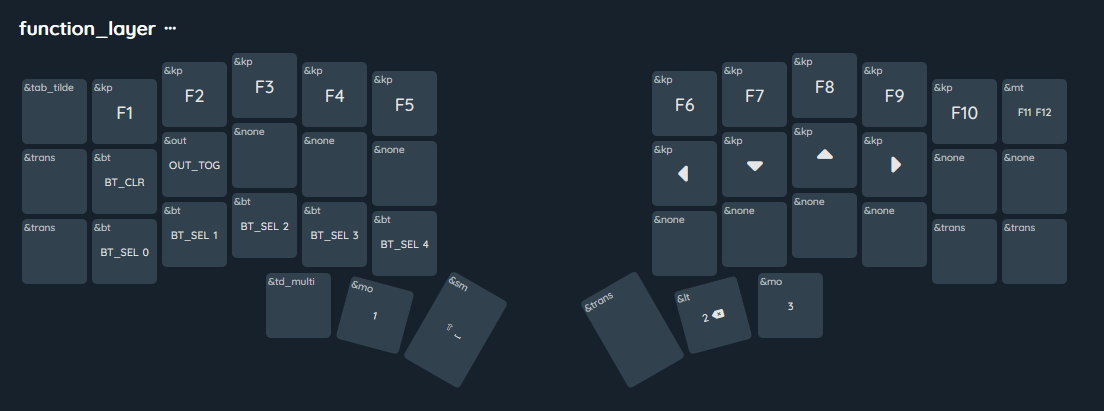 function_layer ···
&tab_tilde
&kp
F1
&kp
F2
&kp
F3
&kp
F4
&kp
F5
&kp
F6
&kp
F7
&kp
F8
&kp
F9
&kp
F10
&mt
F11 F12
&trans
&bt
BT_CLR
&out
OUT_TOG
&none
&none
&none
&kp
&kp
&kp
&kp
&none
&none
&trans
&bt
BT_SEL 0
&bt
BT_SEL 1
&bt
BT_SEL 2
&bt
BT_SEL 3
&bt
BT_SEL 4
&none
&none
&none
&none
&trans
&trans
&td_multi
&mo
1
&sm
⇧ ⎵
&trans
&lt
2 ⌫
&mo
3